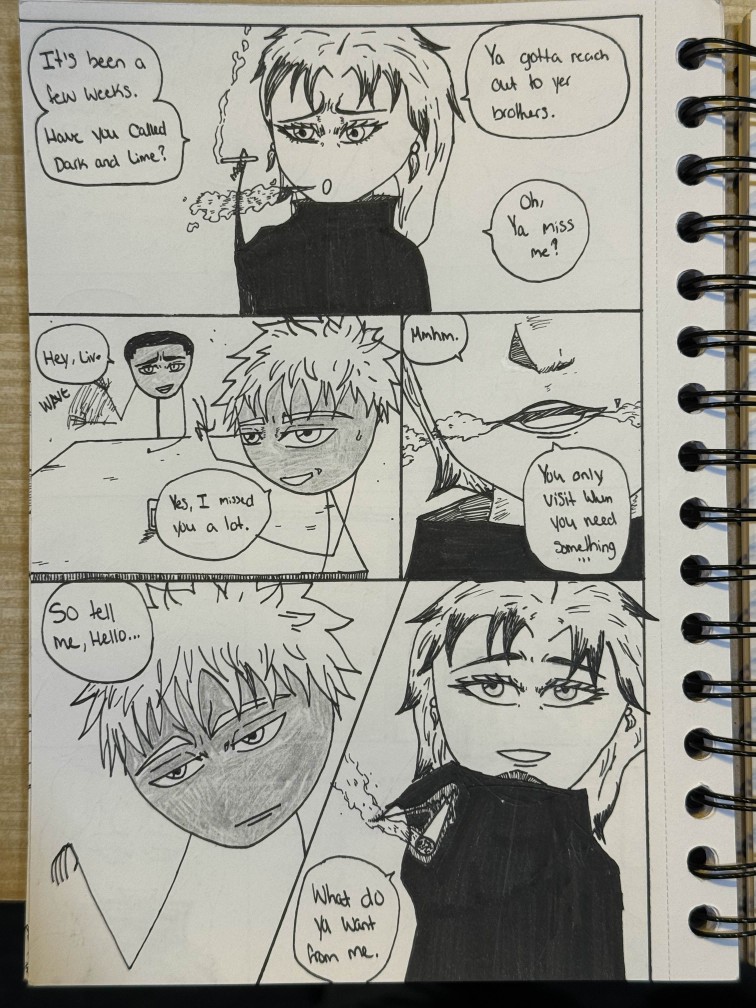 It's been a
few weeks.
Have you called
Dark and Lime?
Ya gotta reach
out to yer
brothers.
Oh,
Ya miss
me?
Hey, Liv.
WAVE
Yes, I missed
you a lot.
Mmhm.
You only
visit when
you need
something
...
So tell
me, Hello...
What do
ya want
from me.